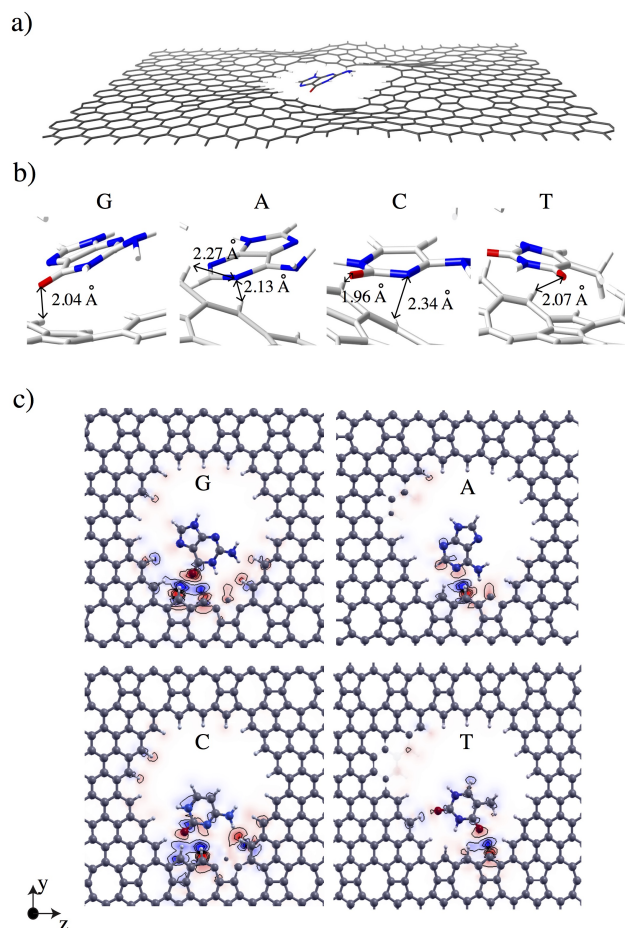 a)
b)
G A C T
2.27 Å
2.13 Å
2.04 Å
1.96 Å
2.34 Å
2.07 Å
c)
G A
C T
y
z